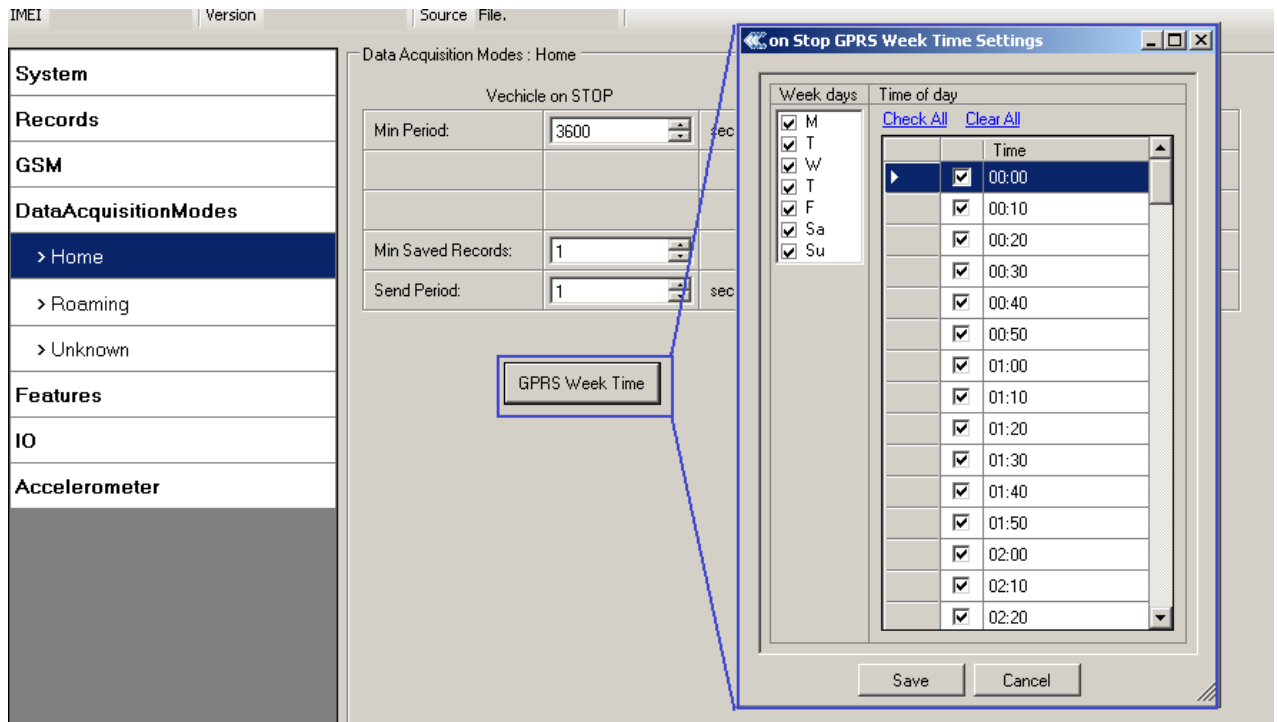 IMEI Version Source File.
System
Records
GSM
DataAcquisitionModes
> Home
> Roaming
> Unknown
Features
IO
Accelerometer
Data Acquisition Modes : Home
Vechicle on STOP
Min Period: 3600 sec
Min Saved Records: 1
Send Period: 1 sec
GPRS Week Time
on Stop GPRS Week Time Settings
Week days
M
T
W
T
F
Sa
Su
Time of day
Check All Clear All
Time
00:00
00:10
00:20
00:30
00:40
00:50
01:00
01:10
01:20
01:30
01:40
01:50
02:00
02:10
02:20
Save Cancel